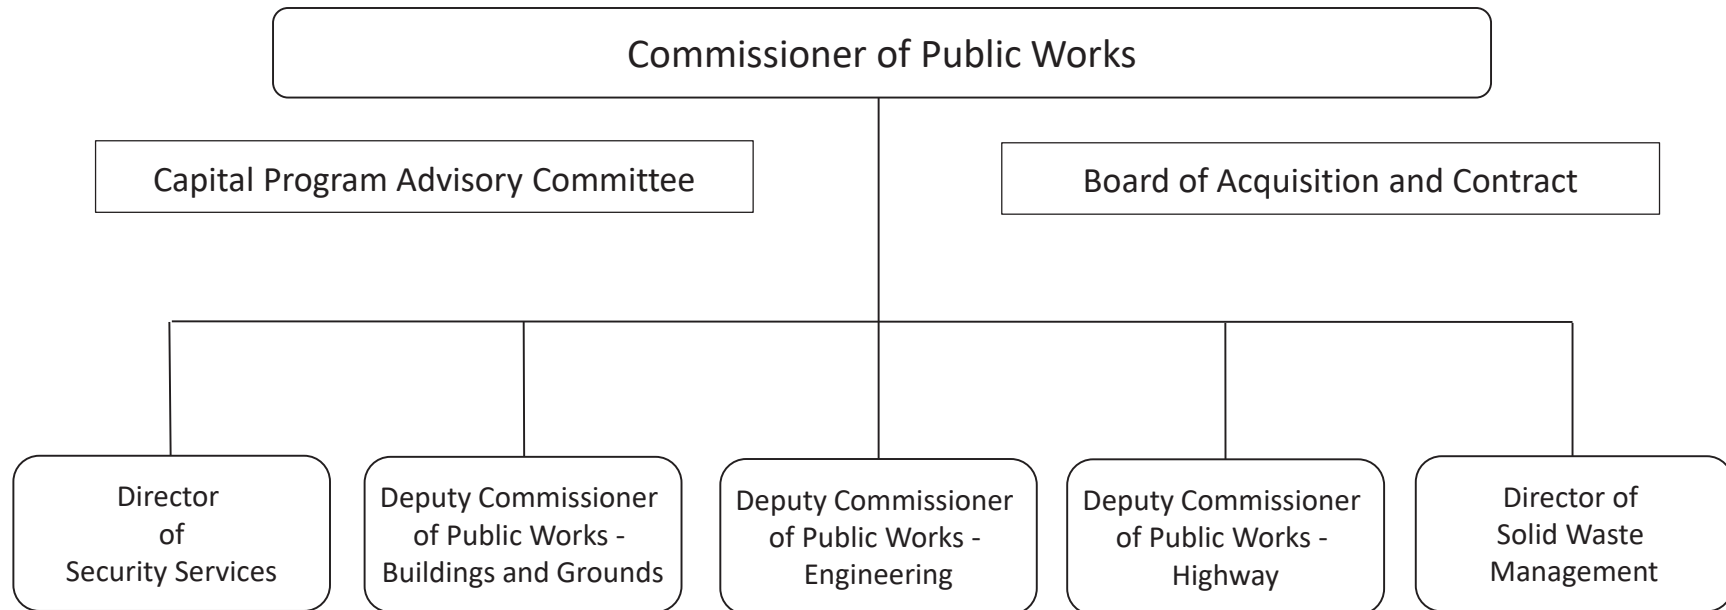 Commissioner of Public Works
Capital Program Advisory Committee
Board of Acquisition and Contract
Director
of
Security Services
Deputy Commissioner
of Public Works -
Buildings and Grounds
Deputy Commissioner
of Public Works -
Engineering
Deputy Commissioner
of Public Works -
Highway
Director of
Solid Waste
Management